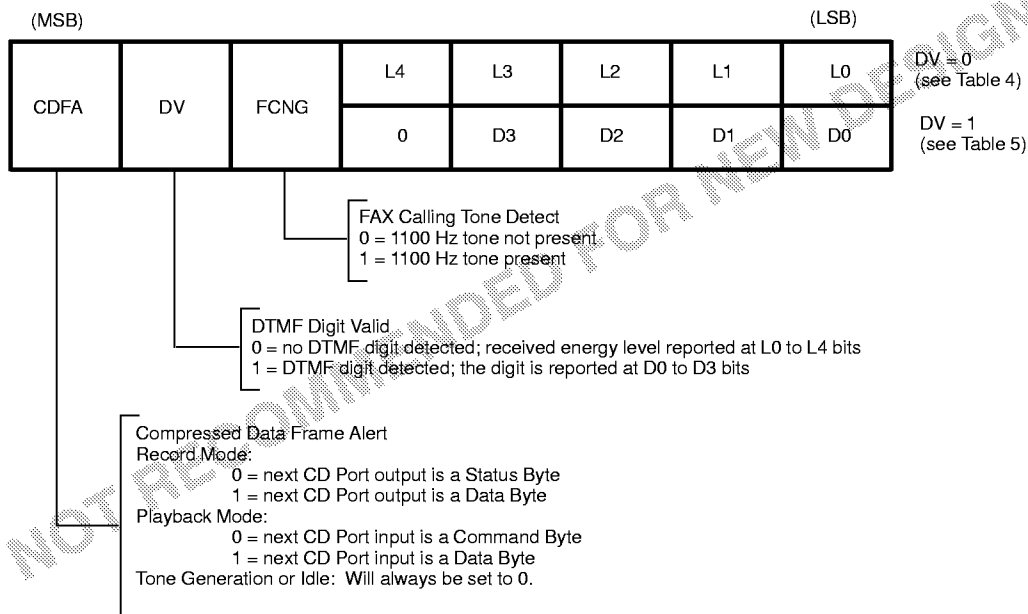 (MSB) (LSB)
CDFA DV FCNG L4 L3 L2 L1 L0 DV = 0
(see Table 4)
0 D3 D2 D1 D0 DV = 1
(see Table 5)
FAX Calling Tone Detect
0 = 1100 Hz tone not present
1 = 1100 Hz tone present
DTMF Digit Valid
0 = no DTMF digit detected; received energy level reported at L0 to L4 bits
1 = DTMF digit detected; the digit is reported at D0 to D3 bits
Compressed Data Frame Alert
Record Mode:
0 = next CD Port output is a Status Byte
1 = next CD Port output is a Data Byte
Playback Mode:
0 = next CD Port input is a Command Byte
1 = next CD Port input is a Data Byte
Tone Generation or Idle: Will always be set to 0.
NOT RECOMMENDED FOR NEW DESIGN